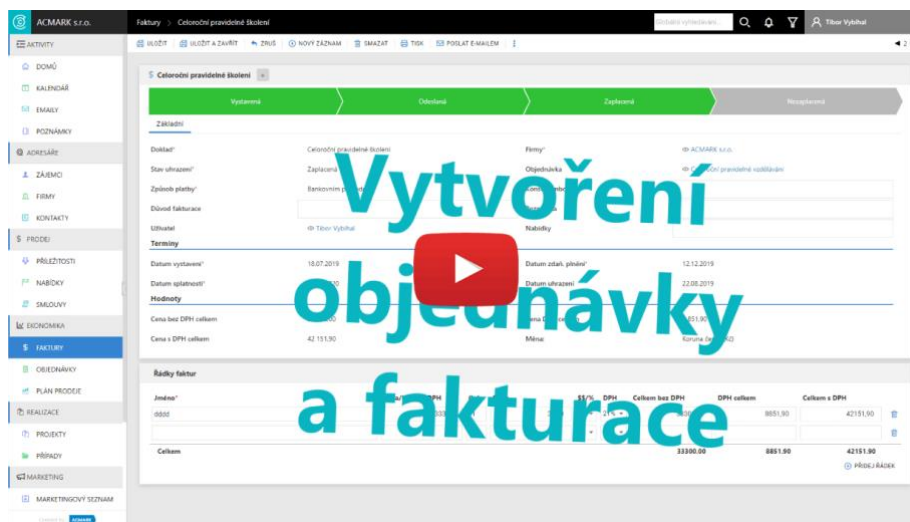 ACMARK s.r.o.
Faktury > Celoroční pravidelné školení
Globální vyhledávání...
Tibor Vybíhal
AKTIVITY
ULOŽIT
ULOŽIT A ZAVŘÍT
ZRUŠ
NOVÝ ZÁZNAM
SMAZAT
TISK
POSLAT E-MAILEM
2
DOMŮ
KALENDÁŘ
EMAILY
POZNÁMKY
ADRESÁŘE
ZÁJEMCI
FIRMY
KONTAKTY
PRODEJ
PŘÍLEŽITOSTI
NABÍDKY
SMLOUVY
EKONOMIKA
FAKTURY
OBJEDNÁVKY
PLÁN PRODEJE
REALIZACE
PROJEKTY
PŘÍPADY
MARKETING
MARKETINGOVÝ SEZNAM
ACMARK
Celoroční pravidelné školení
Vystavená
Odeslaná
Zaplacená
Nezaplacená
Základní
Doklad* Celoroční pravidelné školení Firmy* ACMARK s.r.o.
Stav uhrazení* Zaplacená Objednávka
Způsob platby* Bankovním
Důvod fakturace
Uživatel Tibor Vybíhal Nabídky
Termíny
Datum vystavení* 18.07.2019 Datum zdaň. plnění* 12.12.2019
Datum splatnosti* Datum uhrazení 22.08.2019
Hodnoty
Cena bez DPH celkem
Cena s DPH celkem 42 151,90 Měna
Vytvoření
objednávky
a fakturace
Řádky faktur
Jméno* DPH $$/% DPH Celkem bez DPH DPH celkem Celkem s DPH
dddd 21% 8851,90 42151,90
Celkem 33300.00 8851.90 42151.90
PŘIDEJ ŘÁDEK